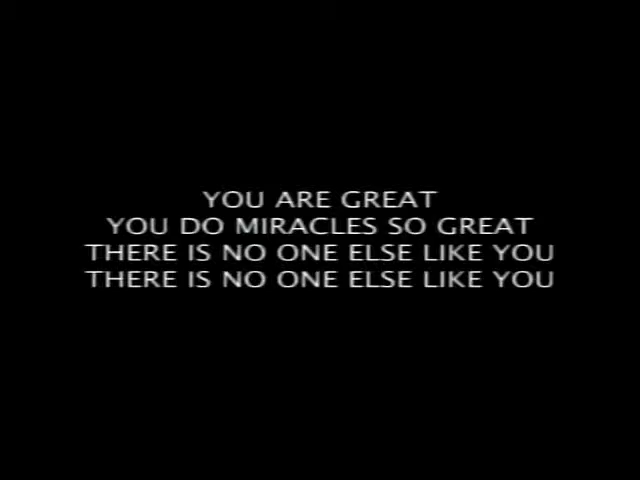 YOU ARE GREAT
YOU DO MIRACLES SO GREAT
THERE IS NO ONE ELSE LIKE YOU
THERE IS NO ONE ELSE LIKE YOU